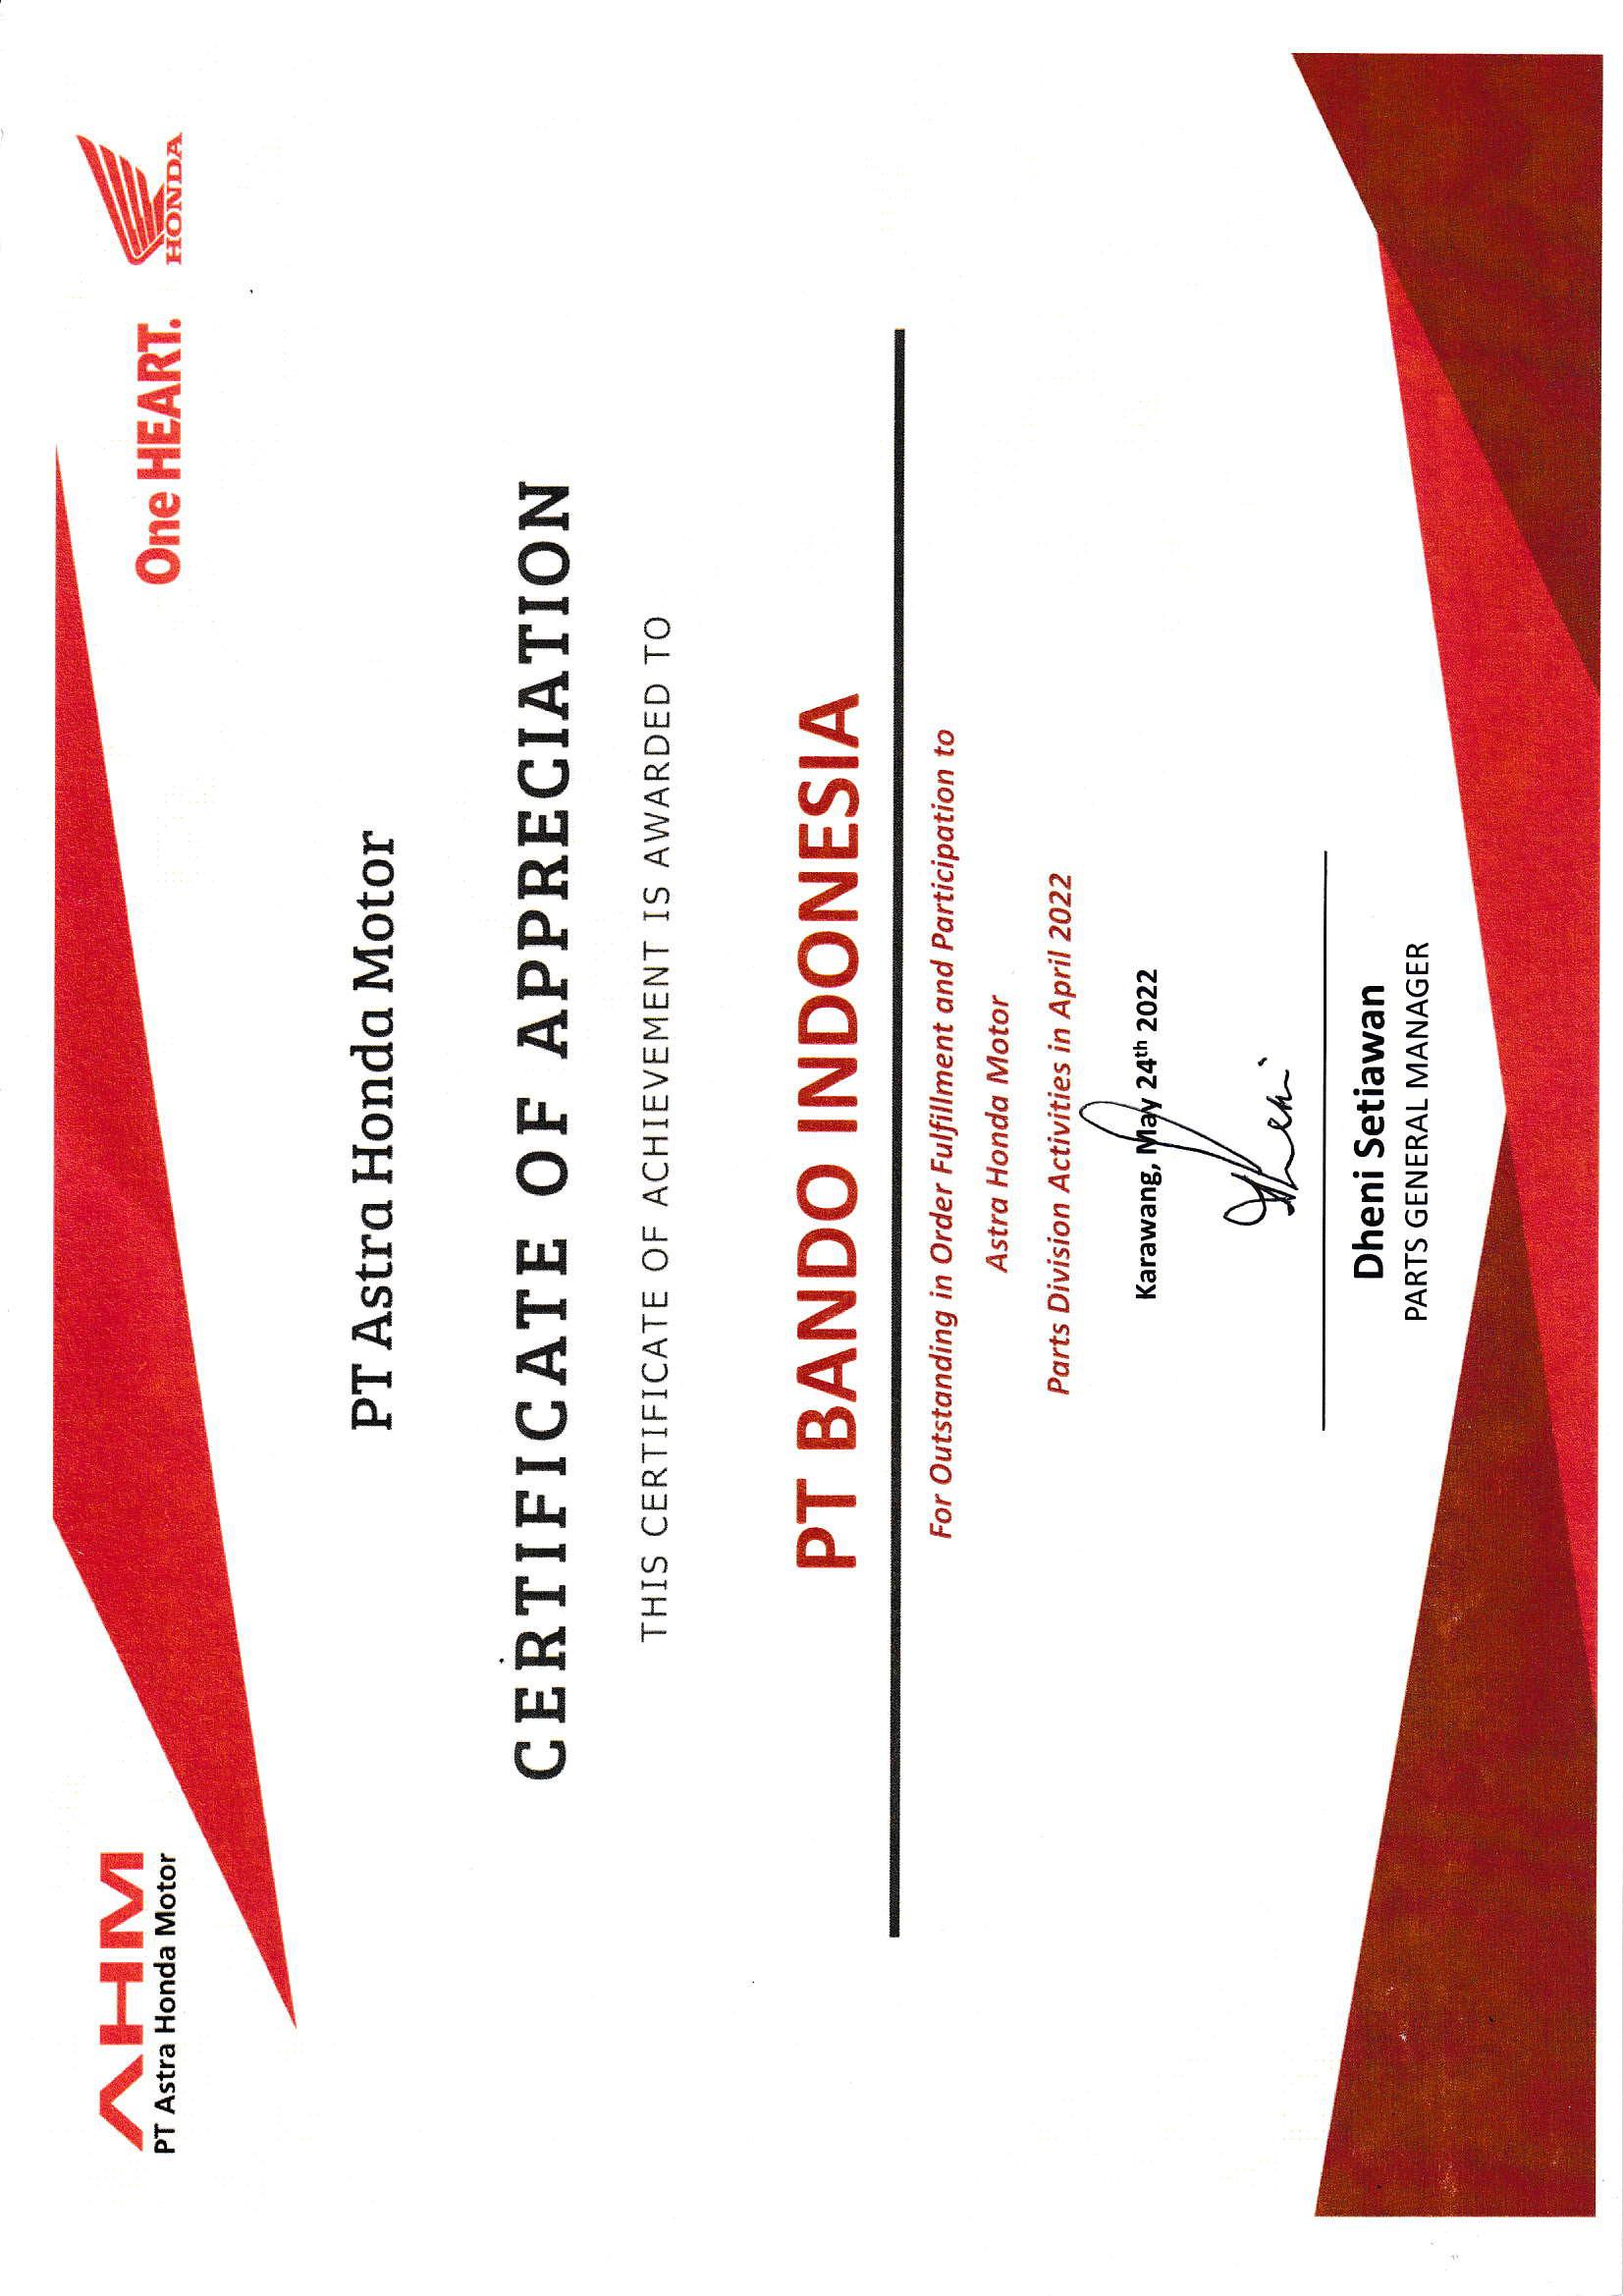 AHM
PT Astra Honda Motor
One HEART.
HONDA
PT Astra Honda Motor
CERTIFICATE OF APPRECIATION
THIS CERTIFICATE OF ACHIEVEMENT IS AWARDED TO
PT BANDO INDONESIA
For Outstanding in Order Fulfillment and Participation to
Astra Honda Motor
Parts Division Activities in April 2022
Karawang, May 24th 2022
Dheni
Dheni Setiawan
PARTS GENERAL MANAGER